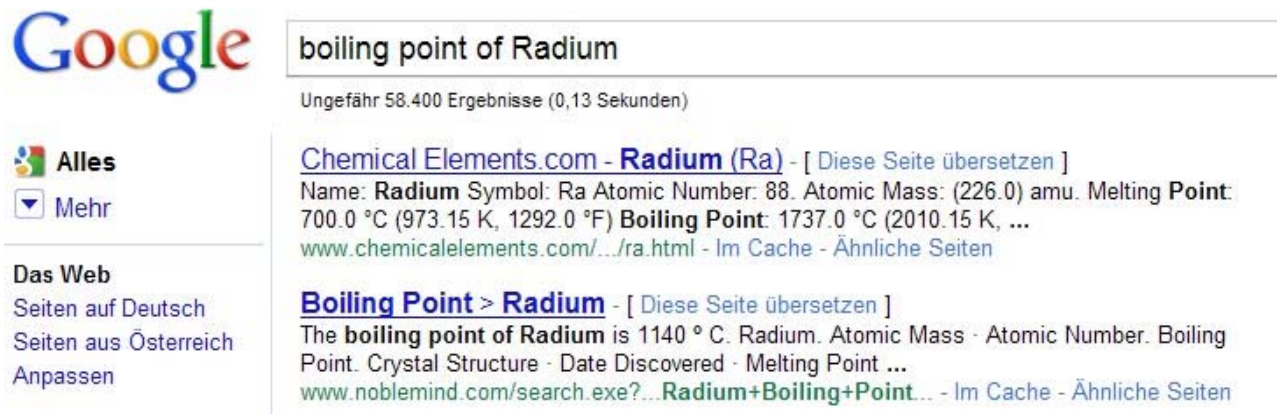 Google
boiling point of Radium
Ungefähr 58.400 Ergebnisse (0,13 Sekunden)
Alles
Mehr
Das Web
Seiten auf Deutsch
Seiten aus Österreich
Anpassen
Chemical Elements.com - Radium (Ra) - [ Diese Seite übersetzen ]
Name: Radium Symbol: Ra Atomic Number: 88. Atomic Mass: (226.0) amu. Melting Point:
700.0 °C (973.15 K, 1292.0 °F) Boiling Point: 1737.0 °C (2010.15 K, ...
www.chemicalelements.com/.../ra.html - Im Cache - Ähnliche Seiten
Boiling Point > Radium - [ Diese Seite übersetzen ]
The boiling point of Radium is 1140 º C. Radium. Atomic Mass · Atomic Number. Boiling
Point. Crystal Structure · Date Discovered · Melting Point ...
www.noblemind.com/search.exe?...Radium+Boiling+Point... - Im Cache - Ähnliche Seiten